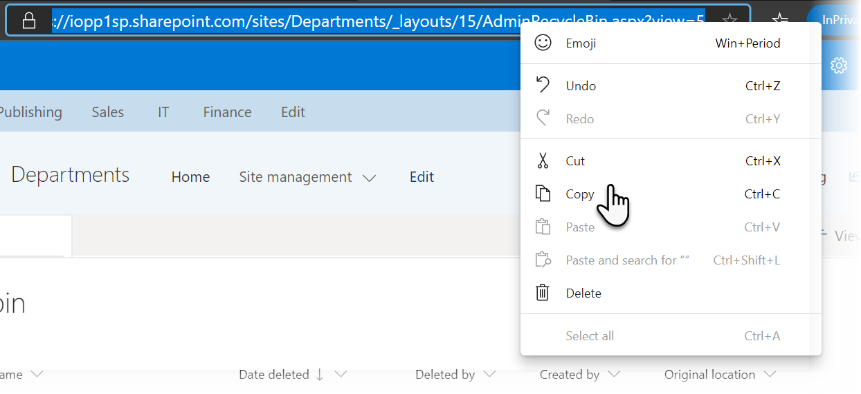 ://iopp1sp.sharepoint.com/sites/Departments/_layouts/15/AdminRecycleBin.aspx?view=5
InPriva
Emoji Win+Period
Undo Ctrl+Z
Publishing Sales IT Finance Edit
Redo Ctrl+Y
Cut Ctrl+X
Departments Home Site management Edit
Copy Ctrl+C
Paste Ctrl+V
View
Paste and search for “” Ctrl+Shift+L
Delete
bin
Select all Ctrl+A
ame Date deleted ↓ Deleted by Created by Original location